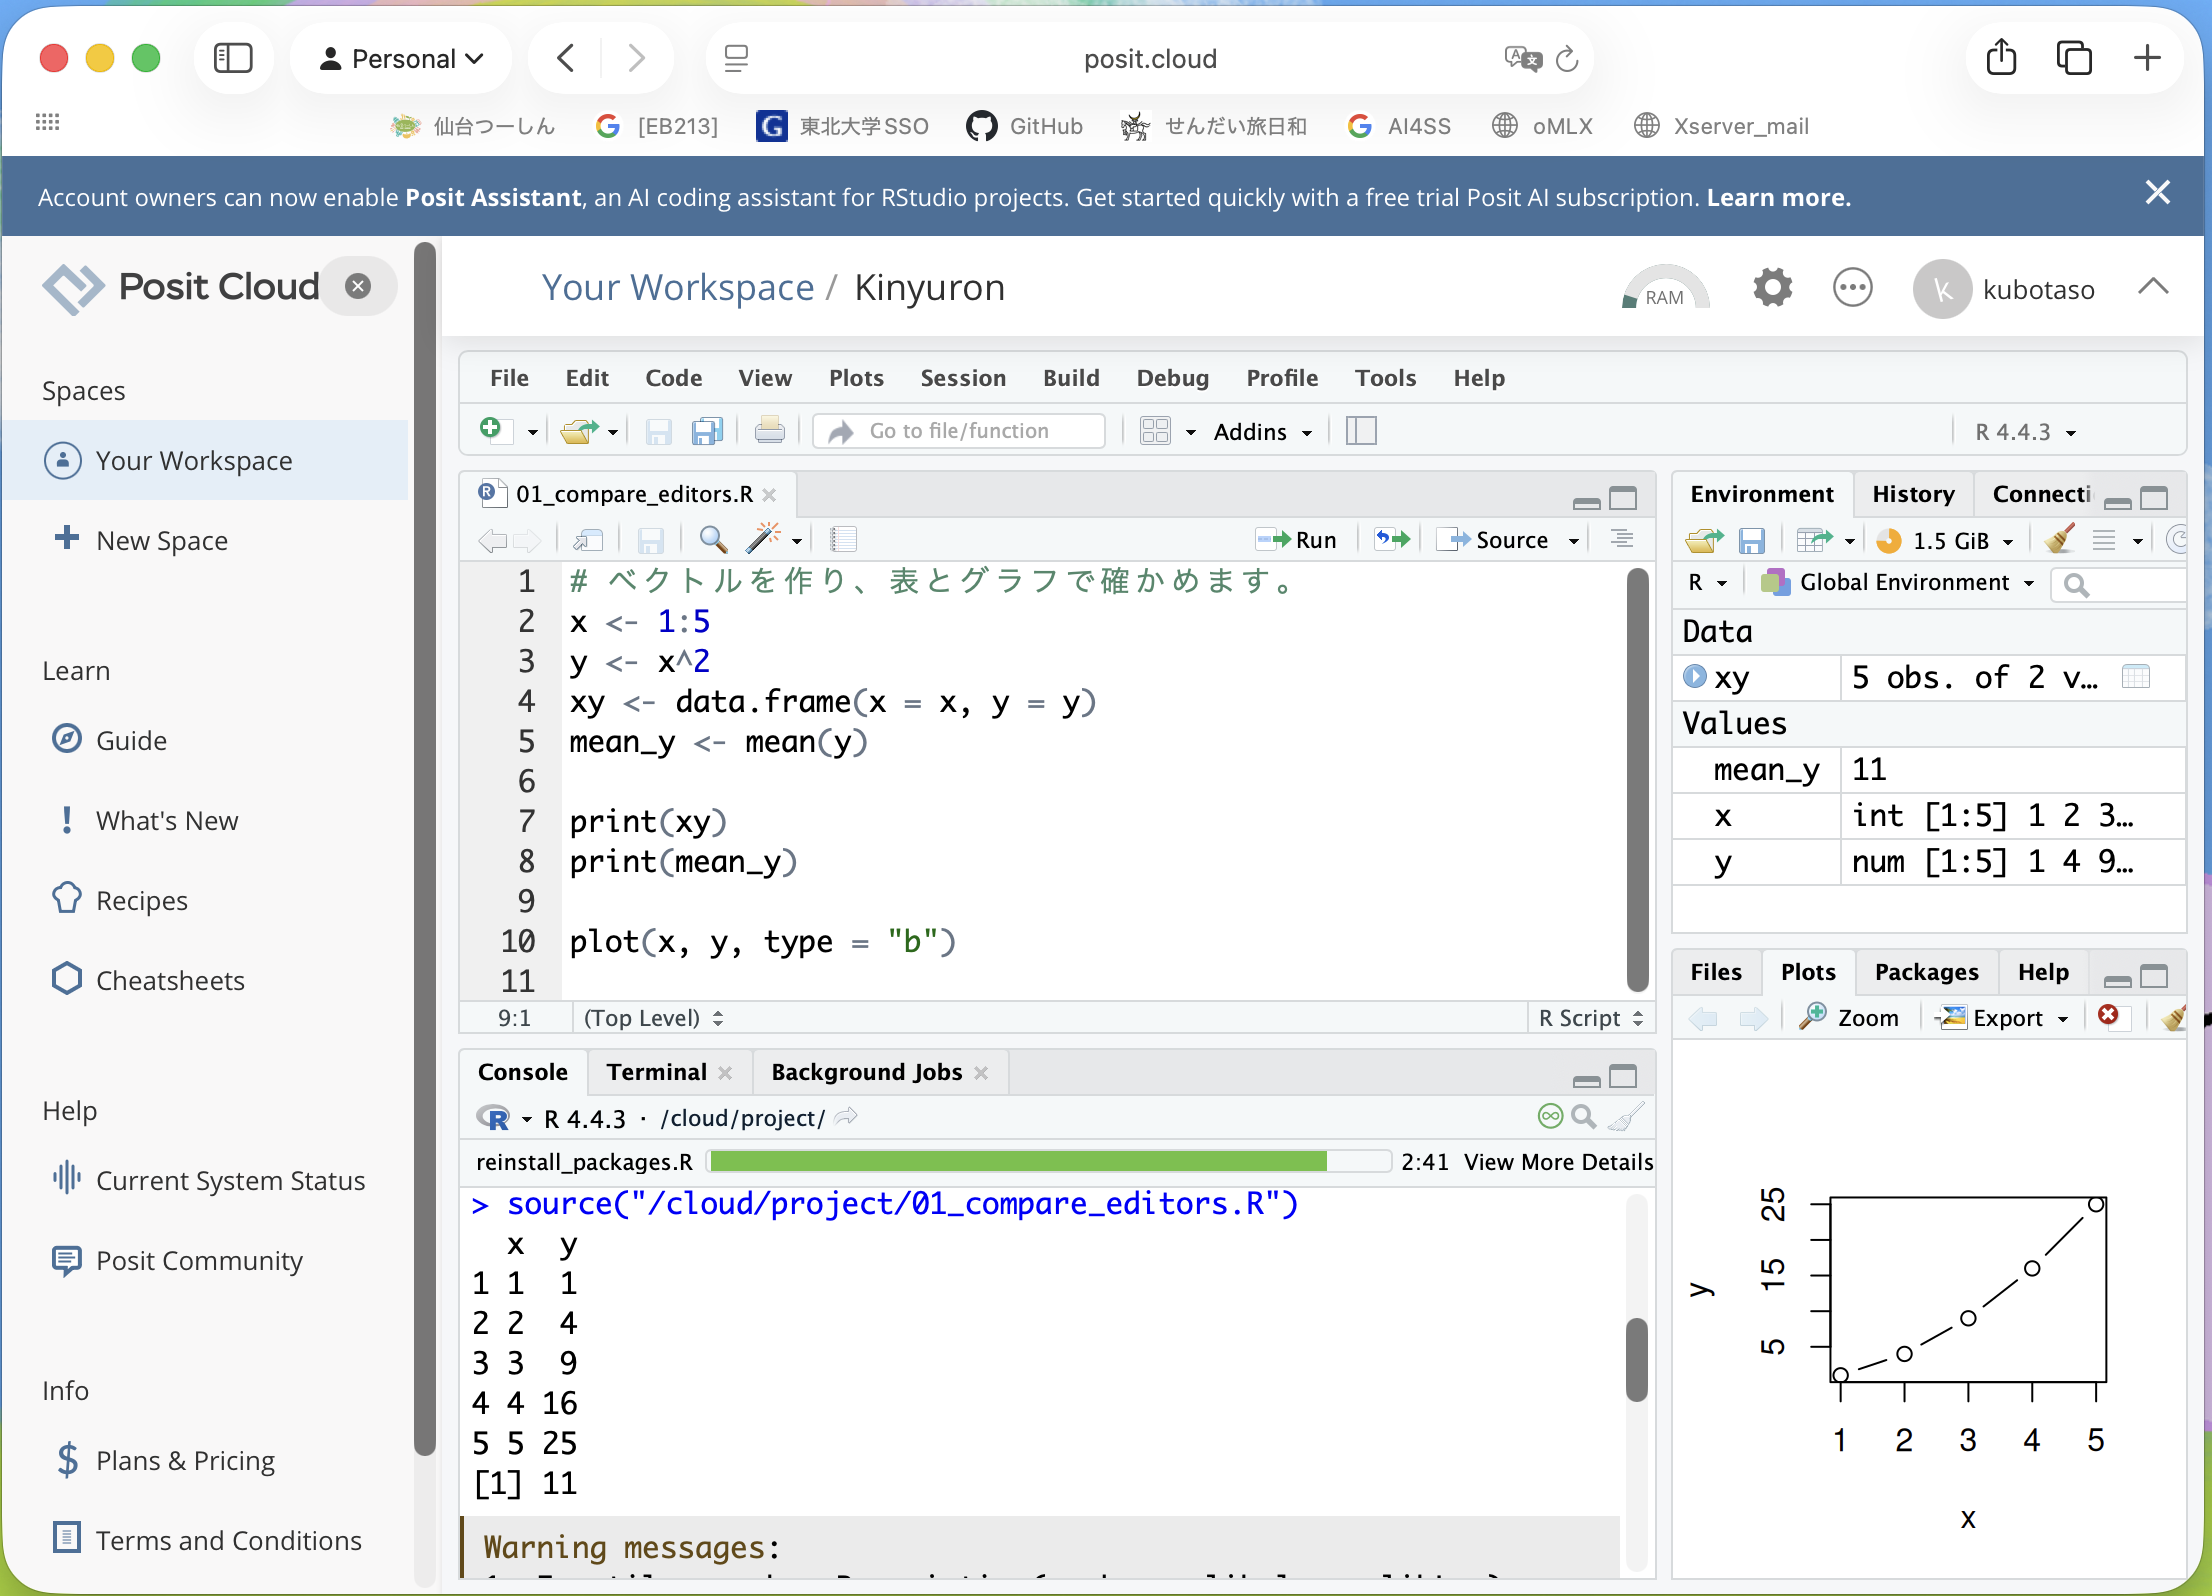 Personal
posit.cloud
仙台つーしん
[EB213]
東北大学SSO
GitHub
せんだい旅日和
AI4SS
oMLX
Xserver_mail
Account owners can now enable Posit Assistant, an AI coding assistant for RStudio projects. Get started quickly with a free trial Posit AI subscription. Learn more.
Posit Cloud
Spaces
Your Workspace
New Space
Learn
Guide
What's New
Recipes
Cheatsheets
Help
Current System Status
Posit Community
Info
Plans & Pricing
Terms and Conditions
Your Workspace / Kinyuron
RAM
k
kubotaso
File Edit Code View Plots Session Build Debug Profile Tools Help
Go to file/function
Addins
R 4.4.3
01_compare_editors.R
Run
Source
1 # ベクトルを作り、表とグラフで確かめます。
2 x <- 1:5
3 y <- x^2
4 xy <- data.frame(x = x, y = y)
5 mean_y <- mean(y)
6
7 print(xy)
8 print(mean_y)
9
10 plot(x, y, type = "b")
11
9:1 (Top Level) R Script
Console Terminal Background Jobs
R 4.4.3 · /cloud/project/
reinstall_packages.R 2:41 View More Details
> source("/cloud/project/01_compare_editors.R")
x y
1 1 1
2 2 4
3 3 9
4 4 16
5 5 25
[1] 11
Warning messages:
Environment History Connecti
1.5 GiB
R Global Environment
Data
xy 5 obs. of 2 v…
Values
mean_y 11
x int [1:5] 1 2 3…
y num [1:5] 1 4 9…
Files Plots Packages Help
Zoom Export
y
25
15
5
1 2 3 4 5
x